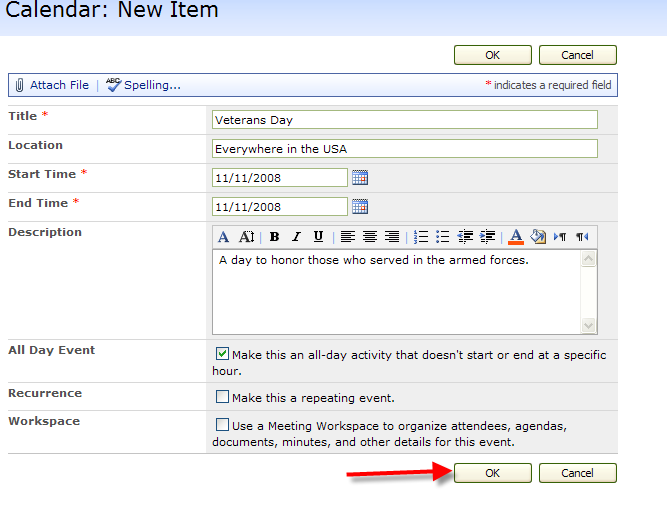 Calendar: New Item
OK Cancel
Attach File | ABC Spelling... * indicates a required field
Title * Veterans Day
Location Everywhere in the USA
Start Time * 11/11/2008
End Time * 11/11/2008
Description
A A B I U A
A day to honor those who served in the armed forces.
All Day Event Make this an all-day activity that doesn't start or end at a specific
hour.
Recurrence Make this a repeating event.
Workspace Use a Meeting Workspace to organize attendees, agendas,
documents, minutes, and other details for this event.
OK Cancel